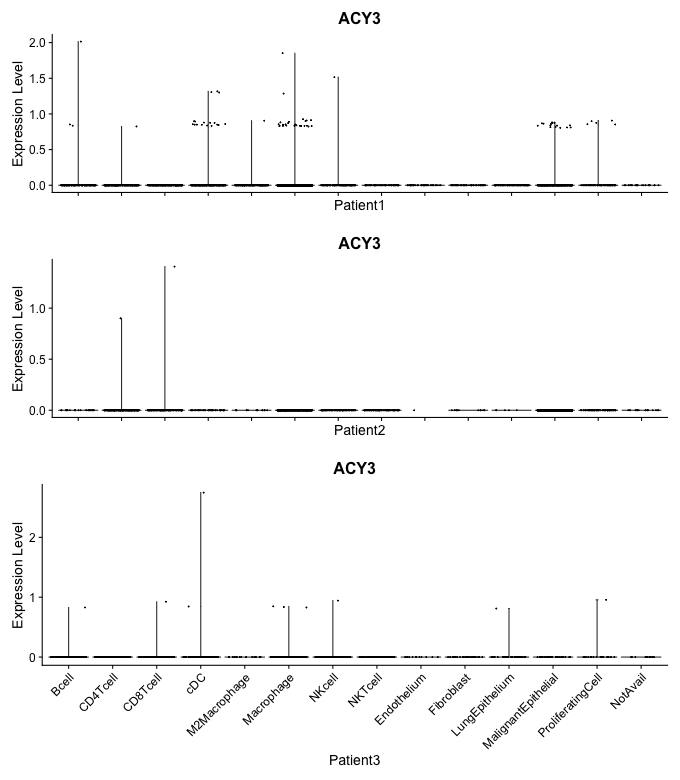 ACY3
Expression Level
2.0
1.5
1.0
0.5
0.0
Patient1
ACY3
Expression Level
1.0
0.5
0.0
Patient2
ACY3
Expression Level
2
1
0
Bcell
CD4Tcell
CD8Tcell
cDC
M2Macrophage
Macrophage
NKcell
NKTcell
Endothelium
Fibroblast
LungEpithelium
MalignantEpithelial
ProliferatingCell
NotAvail
Patient3